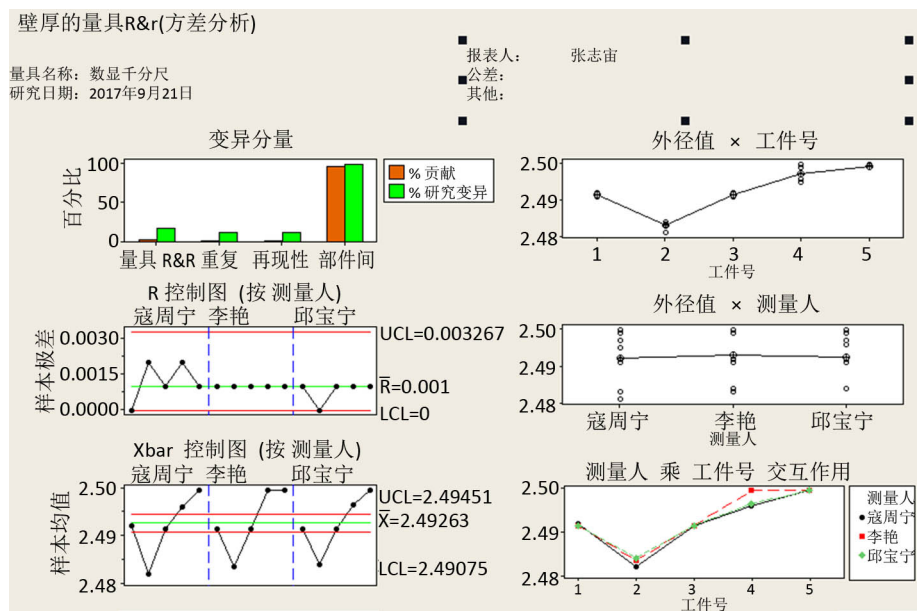 壁厚的量具R&r(方差分析)
报表人： 张志宙
量具名称：数显千分尺
公差：
研究日期：2017年9月21日
其他：
变异分量
百分比
100
50
0
量具 R&R 重复 再现性 部件间
% 贡献
% 研究变异
外径值 × 工件号
2.50
2.49
2.48
1 2 3 4 5
工件号
R 控制图 (按 测量人)
寇周宁 李艳 邱宝宁
样本极差
0.0030
0.0015
0.0000
UCL=0.003267
R=0.001
LCL=0
外径值 × 测量人
2.50
2.49
2.48
寇周宁 李艳 邱宝宁
测量人
Xbar 控制图 (按 测量人)
寇周宁 李艳 邱宝宁
样本均值
2.50
2.49
2.48
UCL=2.49451
X=2.49263
LCL=2.49075
测量人 乘 工件号 交互作用
2.50
2.49
2.48
1 2 3 4 5
工件号
测量人
寇周宁
李艳
邱宝宁